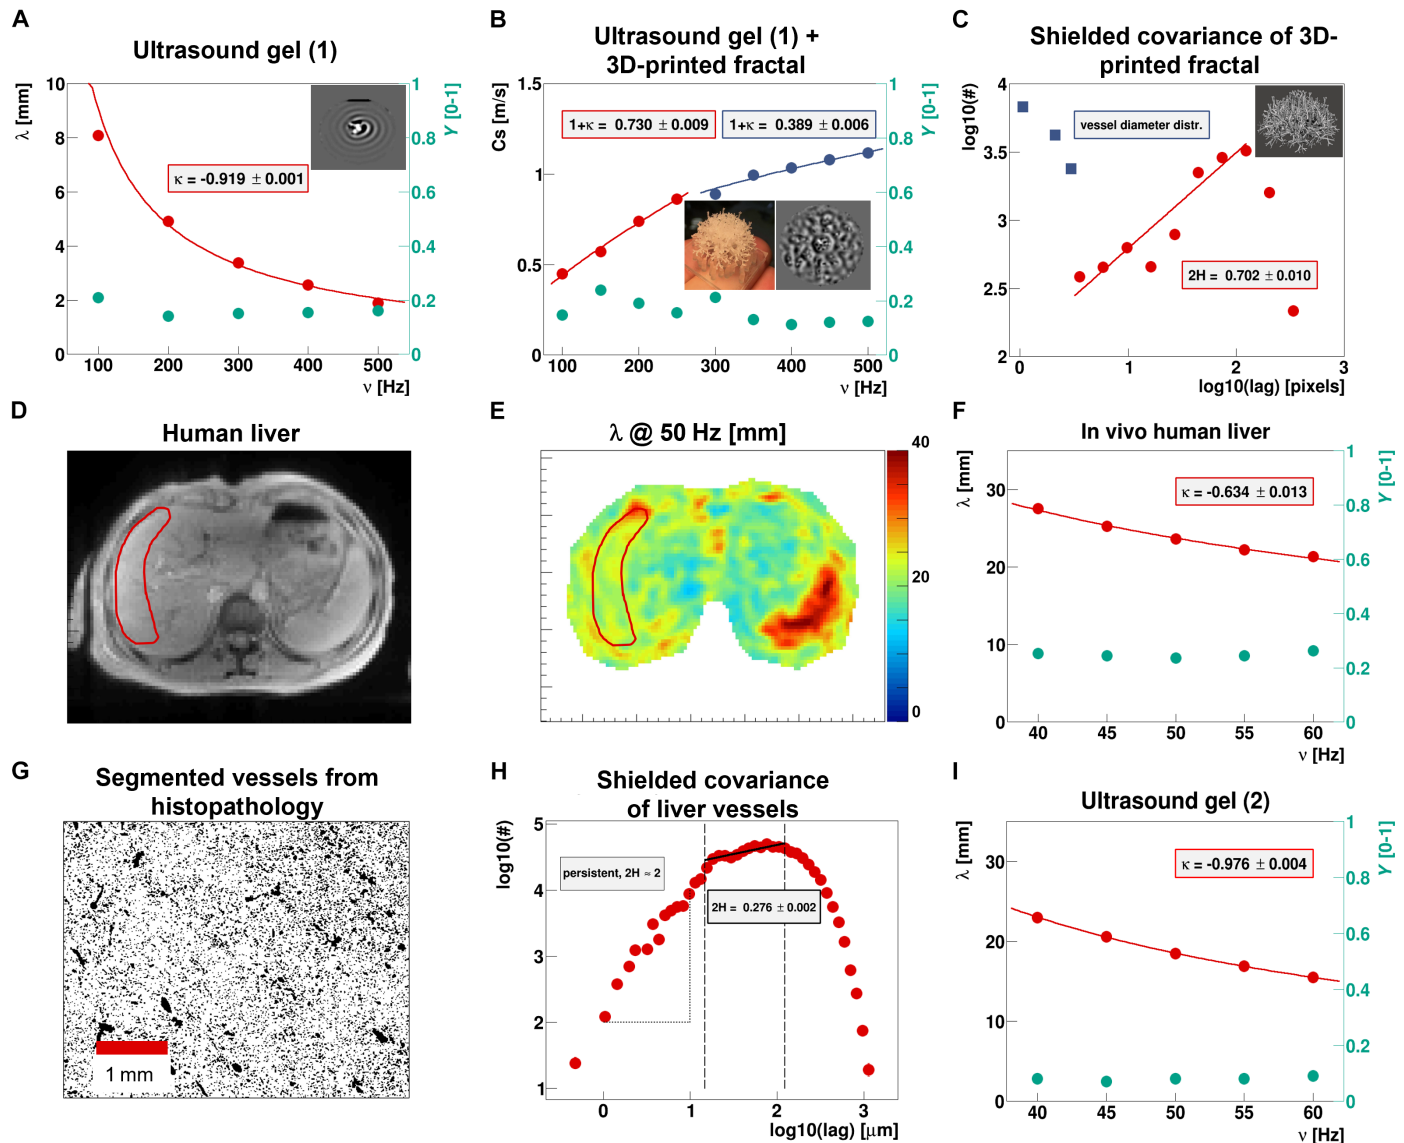 A
Ultrasound gel (1)
λ [mm]
10
8
6
4
2
0
κ = -0.919 ± 0.001
1
0.8
0.6
0.4
0.2
0
Y [0-1]
100 200 300 400 500
ν [Hz]
B
Ultrasound gel (1) +
3D-printed fractal
Cs [m/s]
1.5
1
0.5
0
1+κ = 0.730 ± 0.009
1+κ = 0.389 ± 0.006
1
0.8
0.6
0.4
0.2
0
Y [0-1]
100 200 300 400 500
ν [Hz]
C
Shielded covariance of 3D-
printed fractal
log10(#)
4
3.5
3
2.5
2
vessel diameter distr.
2H = 0.702 ± 0.010
0 1 2 3
log10(lag) [pixels]
D
Human liver
E
λ @ 50 Hz [mm]
40
20
0
F
In vivo human liver
λ [mm]
30
20
10
0
κ = -0.634 ± 0.013
1
0.8
0.6
0.4
0.2
0
Y [0-1]
40 45 50 55 60
ν [Hz]
G
Segmented vessels from
histopathology
1 mm
H
Shielded covariance
of liver vessels
log10(#)
5
4
3
2
1
persistent, 2H ≈ 2
2H = 0.276 ± 0.002
0 1 2 3
log10(lag) [μm]
I
Ultrasound gel (2)
λ [mm]
30
20
10
0
κ = -0.976 ± 0.004
1
0.8
0.6
0.4
0.2
0
Y [0-1]
40 45 50 55 60
ν [Hz]